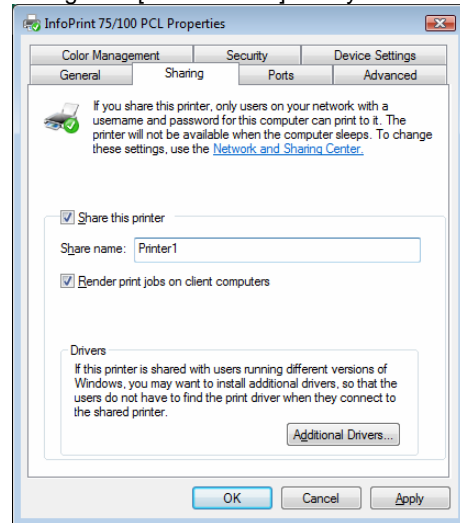 InfoPrint 75/100 PCL Properties
Color Management Security Device Settings
General Sharing Ports Advanced
If you share this printer, only users on your network with a
username and password for this computer can print to it. The
printer will not be available when the computer sleeps. To change
these settings, use the Network and Sharing Center.
Share this printer
Share name: Printer1
Render print jobs on client computers
Drivers
If this printer is shared with users running different versions of
Windows, you may want to install additional drivers, so that the
users do not have to find the print driver when they connect to
the shared printer.
Additional Drivers...
OK Cancel Apply